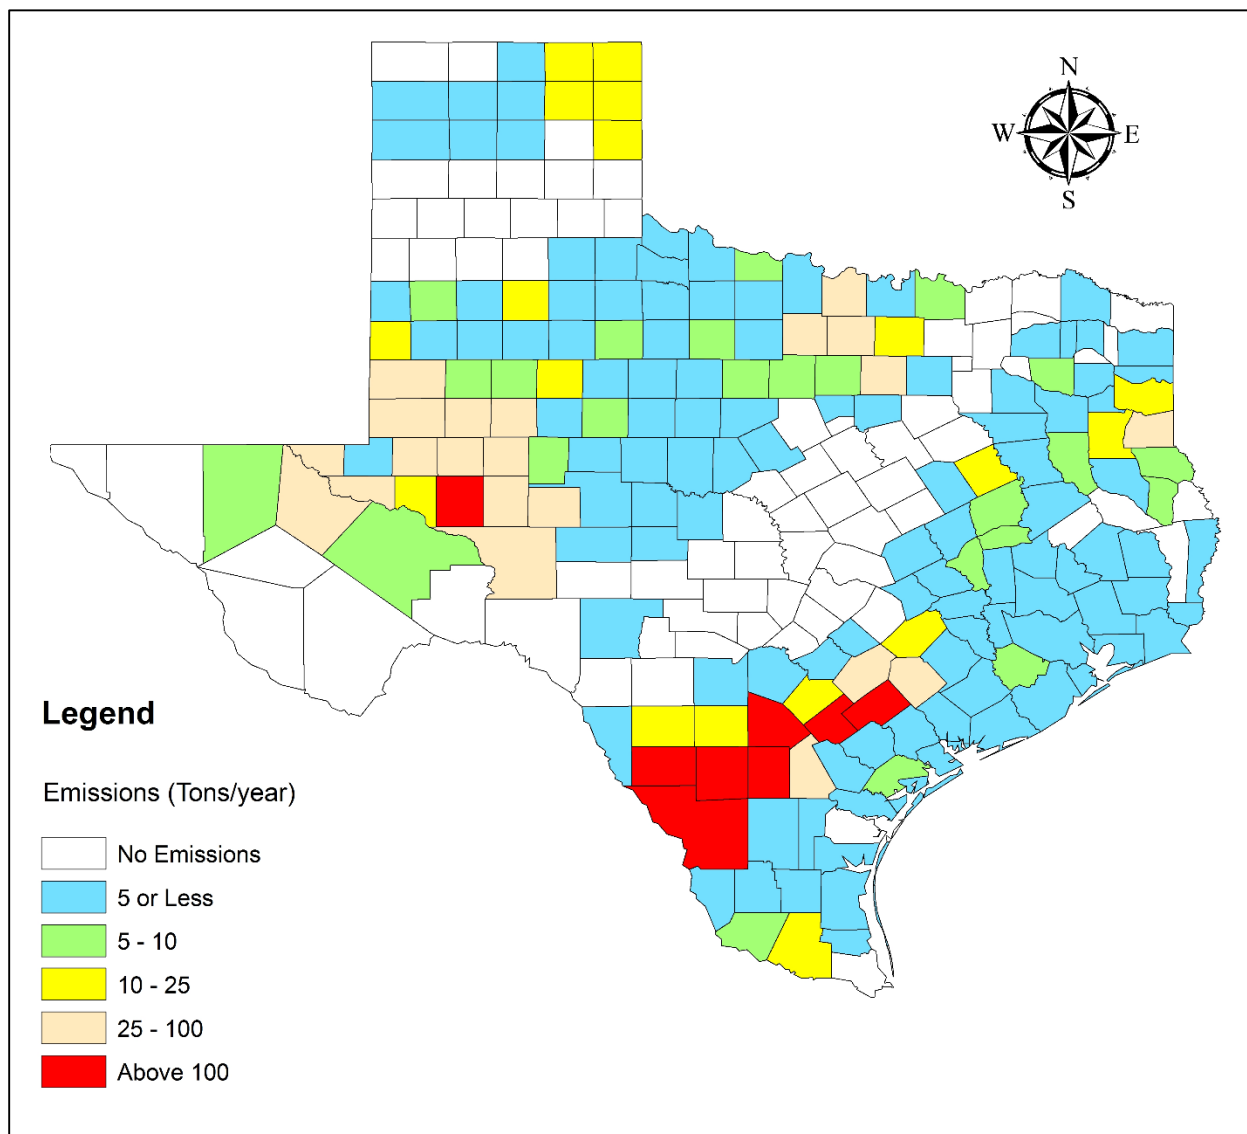 N
W E
S
Legend
Emissions (Tons/year)
No Emissions
5 or Less
5 - 10
10 - 25
25 - 100
Above 100